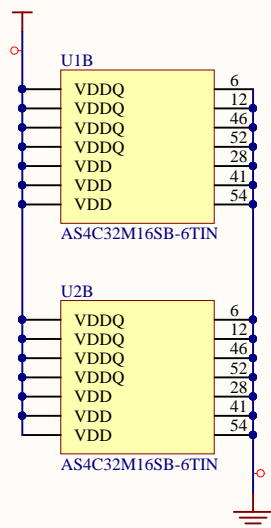 U1B
VDDQ 6
VDDQ 12
VDDQ 46
VDDQ 52
VDD 28
VDD 41
VDD 54
AS4C32M16SB-6TIN
U2B
VDDQ 6
VDDQ 12
VDDQ 46
VDDQ 52
VDD 28
VDD 41
VDD 54
AS4C32M16SB-6TIN